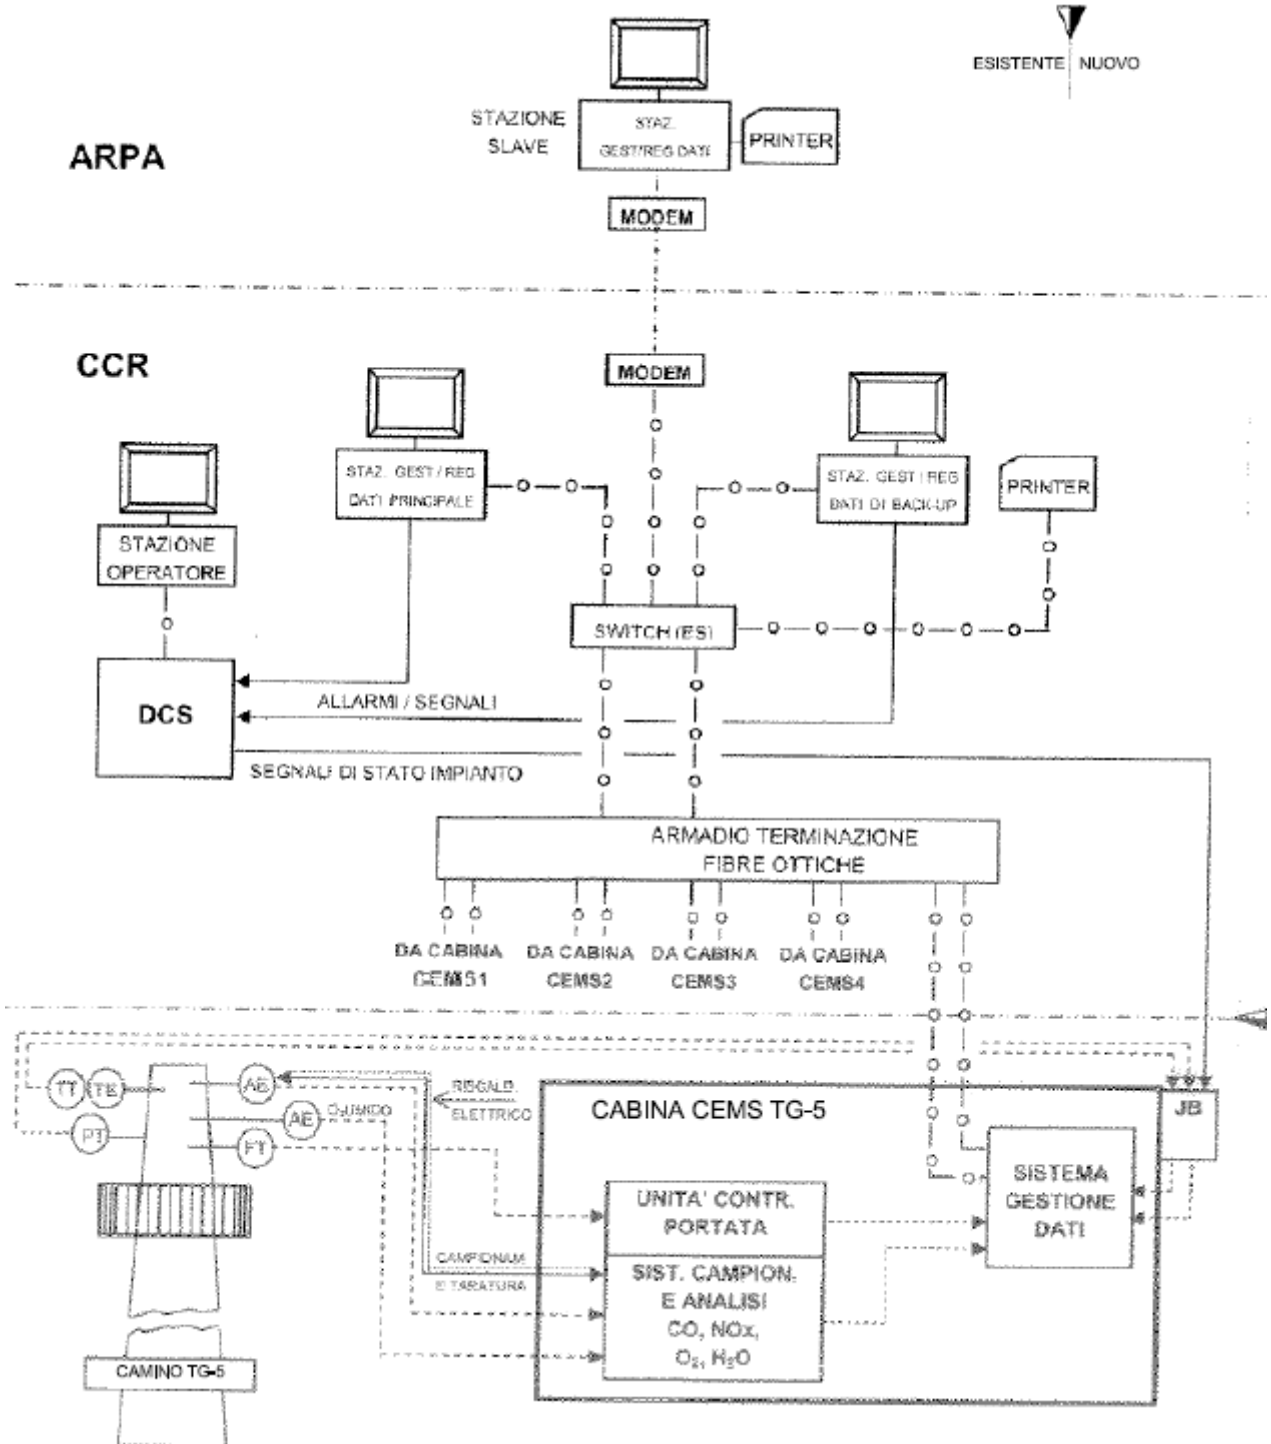 ESISTENTE NUOVO
STAZIONE
SLAVE
STAZ.
GEST/REG DATI
PRINTER
ARPA
MODEM
CCR
MODEM
STAZ. GEST / REG
DATI PRINCIPALE
STAZ. GEST / REG
DATI DI BACK-UP
PRINTER
STAZIONE
OPERATORE
SWITCH (ES)
DCS
ALLARMI / SEGNALI
SEGNALI DI STATO IMPIANTO
ARMADIO TERMINAZIONE
FIBRE OTTICHE
DA CABINA
CEMS1
DA CABINA
CEMS2
DA CABINA
CEMS3
DA CABINA
CEMS4
TT
TE
AE
RISCALD.
ELETTRICO
O₂UMIDO
AE
PT
FT
CABINA CEMS TG-5
JB
UNITA' CONTR.
PORTATA
SISTEMA
GESTIONE
DATI
CAMPIONAM
E TARATURA
SIST. CAMPION.
E ANALISI
CO, NOx,
O₂, H₂O
CAMINO TG-5